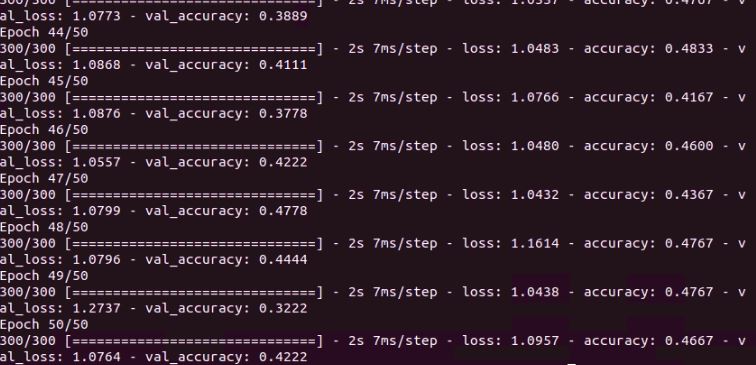 300/300 [==============================] - 2s 7ms/step - loss: 1.0337 - accuracy: 0.4767 - v
al_loss: 1.0773 - val_accuracy: 0.3889
Epoch 44/50
300/300 [==============================] - 2s 7ms/step - loss: 1.0483 - accuracy: 0.4833 - v
al_loss: 1.0868 - val_accuracy: 0.4111
Epoch 45/50
300/300 [==============================] - 2s 7ms/step - loss: 1.0766 - accuracy: 0.4167 - v
al_loss: 1.0876 - val_accuracy: 0.3778
Epoch 46/50
300/300 [==============================] - 2s 7ms/step - loss: 1.0480 - accuracy: 0.4600 - v
al_loss: 1.0557 - val_accuracy: 0.4222
Epoch 47/50
300/300 [==============================] - 2s 7ms/step - loss: 1.0432 - accuracy: 0.4367 - v
al_loss: 1.0799 - val_accuracy: 0.4778
Epoch 48/50
300/300 [==============================] - 2s 7ms/step - loss: 1.1614 - accuracy: 0.4767 - v
al_loss: 1.0796 - val_accuracy: 0.4444
Epoch 49/50
300/300 [==============================] - 2s 7ms/step - loss: 1.0438 - accuracy: 0.4767 - v
al_loss: 1.2737 - val_accuracy: 0.3222
Epoch 50/50
300/300 [==============================] - 2s 7ms/step - loss: 1.0957 - accuracy: 0.4667 - v
al_loss: 1.0764 - val_accuracy: 0.4222